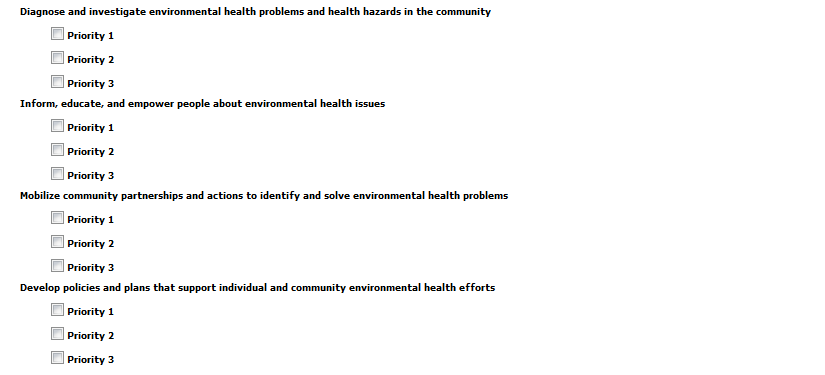 Diagnose and investigate environmental health problems and health hazards in the community
Priority 1
Priority 2
Priority 3
Inform, educate, and empower people about environmental health issues
Priority 1
Priority 2
Priority 3
Mobilize community partnerships and actions to identify and solve environmental health problems
Priority 1
Priority 2
Priority 3
Develop policies and plans that support individual and community environmental health efforts
Priority 1
Priority 2
Priority 3